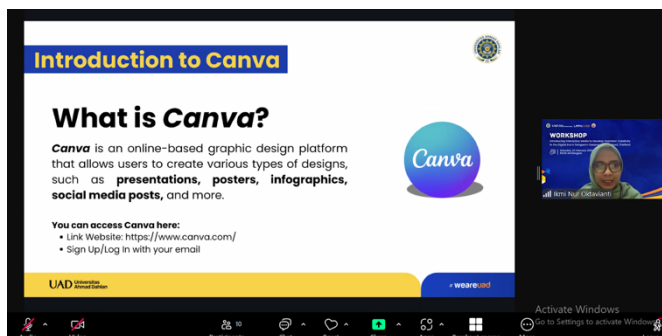 Introduction to Canva
What is Canva?
Canva is an online-based graphic design platform
that allows users to create various types of designs,
such as presentations, posters, infographics,
social media posts, and more.
Canva
You can access Canva here:
• Link Website: https://www.canva.com/
• Sign Up/Log In with your email
UAD Universitas
Ahmad Dahlan
#weareuad
WORKSHOP
Ikmi Nur Oktavianti
10
Activate Windows
Go to Settings to activate Windows